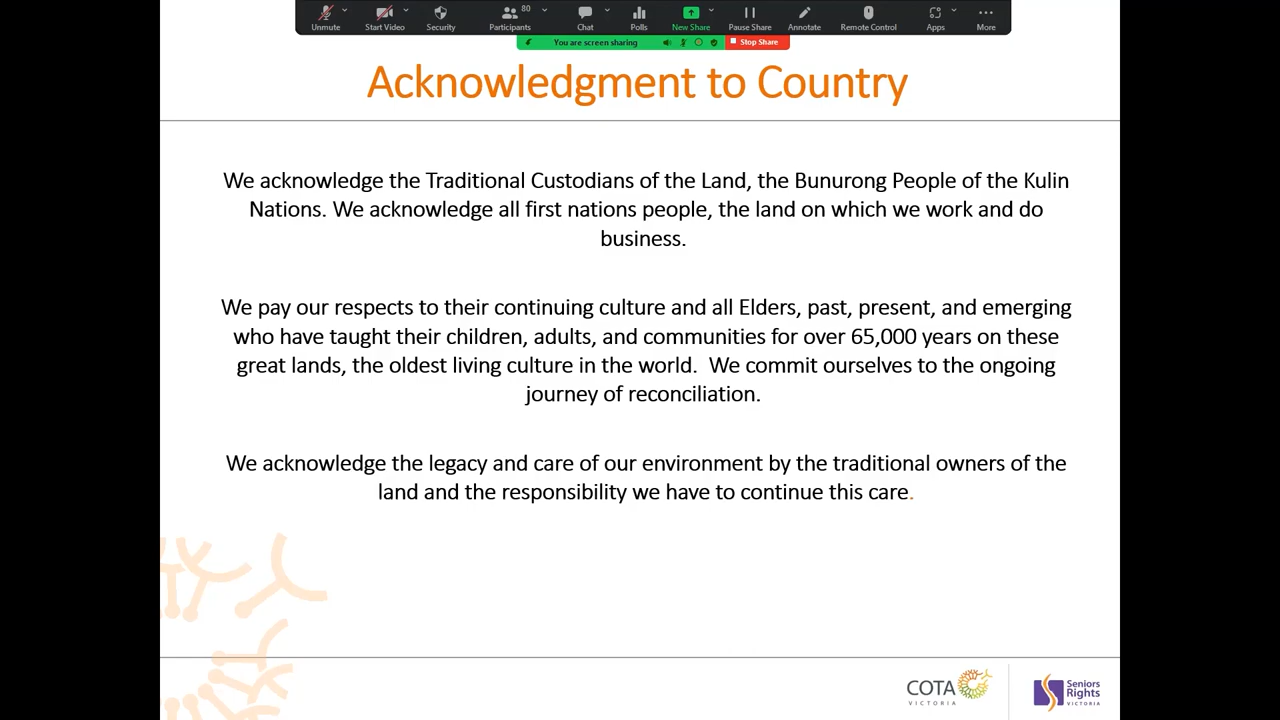 Unmute
Start Video
Security
Participants
80
Chat
Polls
New Share
Pause Share
Annotate
Remote Control
Apps
More
You are screen sharing
Stop Share
Acknowledgment to Country
We acknowledge the Traditional Custodians of the Land, the Bunurong People of the Kulin
Nations. We acknowledge all first nations people, the land on which we work and do
business.
We pay our respects to their continuing culture and all Elders, past, present, and emerging
who have taught their children, adults, and communities for over 65,000 years on these
great lands, the oldest living culture in the world.  We commit ourselves to the ongoing
journey of reconciliation.
We acknowledge the legacy and care of our environment by the traditional owners of the
land and the responsibility we have to continue this care.
COTA
VICTORIA
Seniors
Rights
VICTORIA